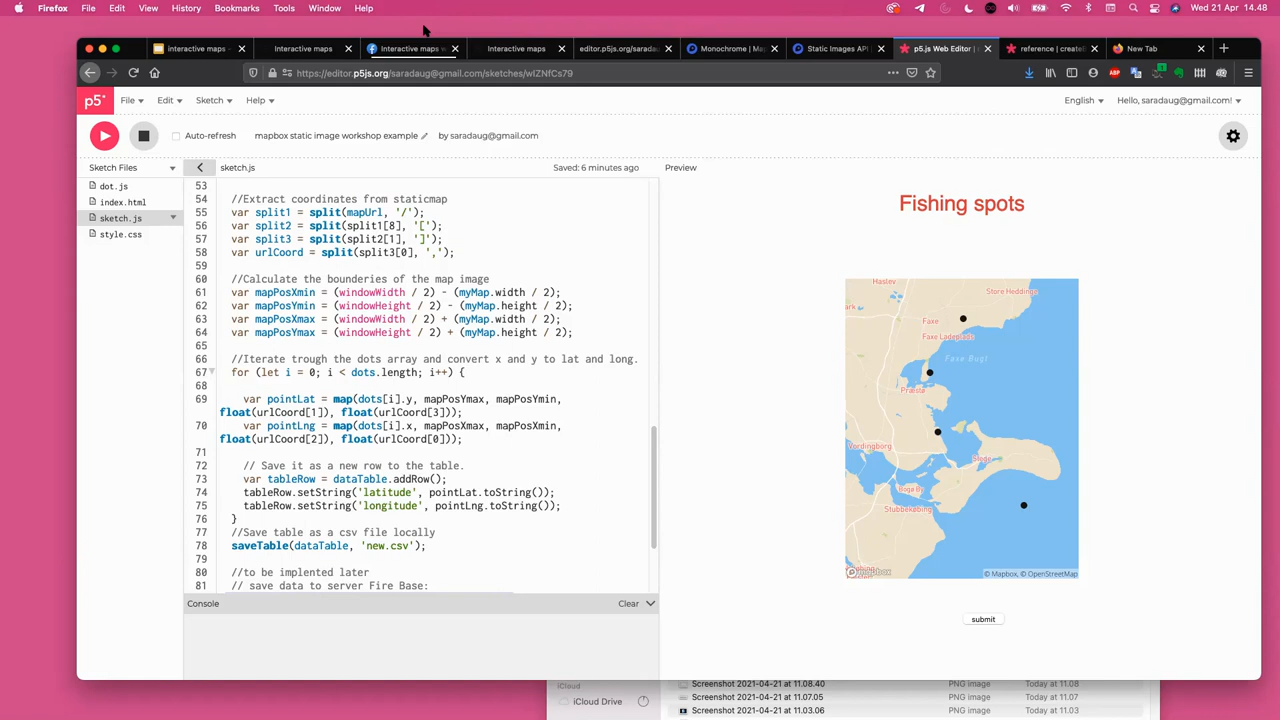 Firefox File Edit View History Bookmarks Tools Window Help
Wed 21 Apr 14.48
interactive maps -
Interactive maps
Interactive maps w
Interactive maps
editor.p5js.org/saradau
Monochrome | Ma
Static Images API
p5.js Web Editor
reference | create
New Tab
https://editor.p5js.org/saradaug@gmail.com/sketches/wIZNfCs79
ABP
1
p5*
File
Edit
Sketch
Help
English
Hello, saradaug@gmail.com!
Auto-refresh
mapbox static image workshop example
by saradaug@gmail.com
Sketch Files
sketch.js
Saved: 6 minutes ago
Preview
dot.js
index.html
sketch.js
style.css
53
54 //Extract coordinates from staticmap
55 var split1 = split(mapUrl, '/');
56 var split2 = split(split1[8], '[');
57 var split3 = split(split2[1], ']');
58 var urlCoord = split(split3[0], ',');
59
60 //Calculate the bounderies of the map image
61 var mapPosXmin = (windowWidth / 2) - (myMap.width / 2);
62 var mapPosYmin = (windowHeight / 2) - (myMap.height / 2);
63 var mapPosXmax = (windowWidth / 2) + (myMap.width / 2);
64 var mapPosYmax = (windowHeight / 2) + (myMap.height / 2);
65
66 //Iterate trough the dots array and convert x and y to lat and long.
67 for (let i = 0; i < dots.length; i++) {
68
69 var pointLat = map(dots[i].y, mapPosYmax, mapPosYmin,
float(urlCoord[1]), float(urlCoord[3]));
70 var pointLng = map(dots[i].x, mapPosXmax, mapPosXmin,
float(urlCoord[2]), float(urlCoord[0]));
71
72 // Save it as a new row to the table.
73 var tableRow = dataTable.addRow();
74 tableRow.setString('latitude', pointLat.toString());
75 tableRow.setString('longitude', pointLng.toString());
76 }
77 //Save table as a csv file locally
78 saveTable(dataTable, 'new.csv');
79
80 //to be implented later
81 // save data to server Fire Base:
Console
Clear
Fishing spots
Haslev
Store Heddinge
ark
Faxe
Faxe Ladeplads
Faxe Bugt
Præstø
Vordingborg
Stege
Bogø By
Stubbekøbing
mapbox
© Mapbox, © OpenStreetMap
submit
iCloud
iCloud Drive
Screenshot 2021-04-21 at 11.08.40 PNG image Today at 11.08
Screenshot 2021-04-21 at 11.07.05 PNG image Today at 11.07
Screenshot 2021-04-21 at 11.03.06 PNG image Today at 11.03